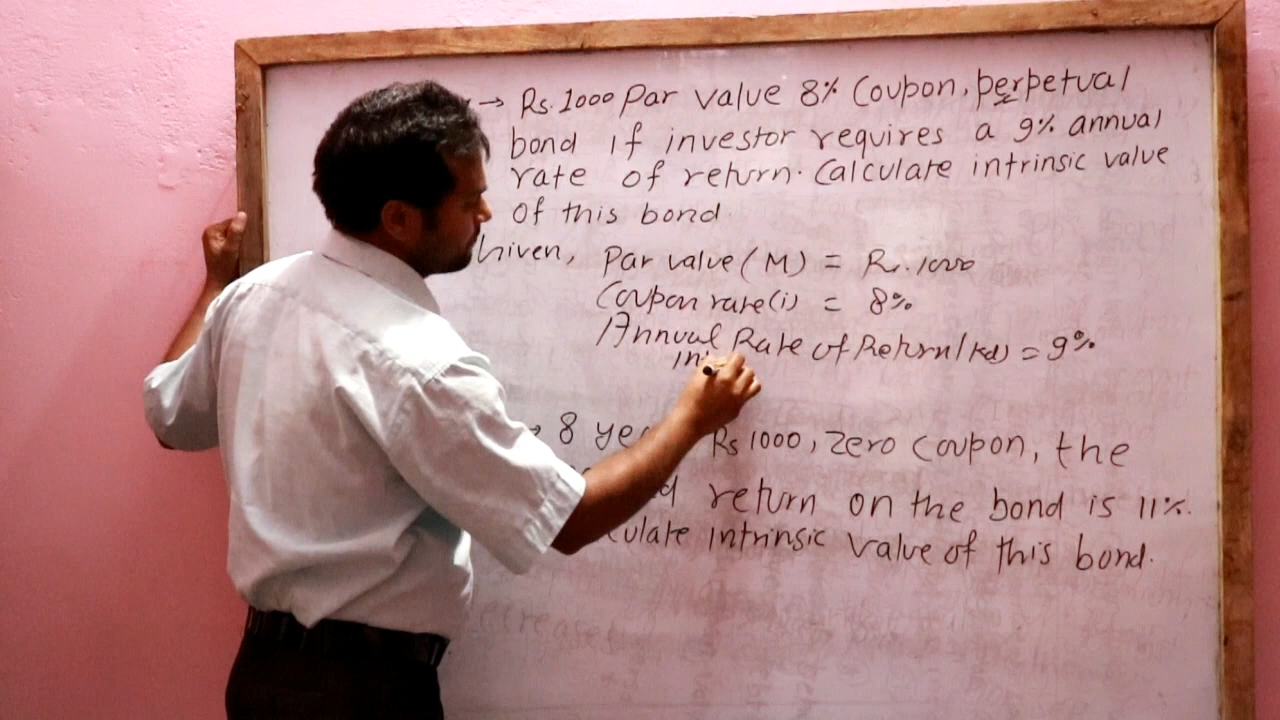 → Rs. 1000 Par value 8% Coupon, perpetual
bond if investor requires a 9% annual
rate of return. Calculate intrinsic value
of this bond
Given, Par value (M) = Rs. 1000
Coupon rate (i) = 8%
Annual Rate of Return (Kd) = 9%
8 Rs 1000, Zero Coupon, the
return on the bond is 11%.
intrinsic value of this bond.